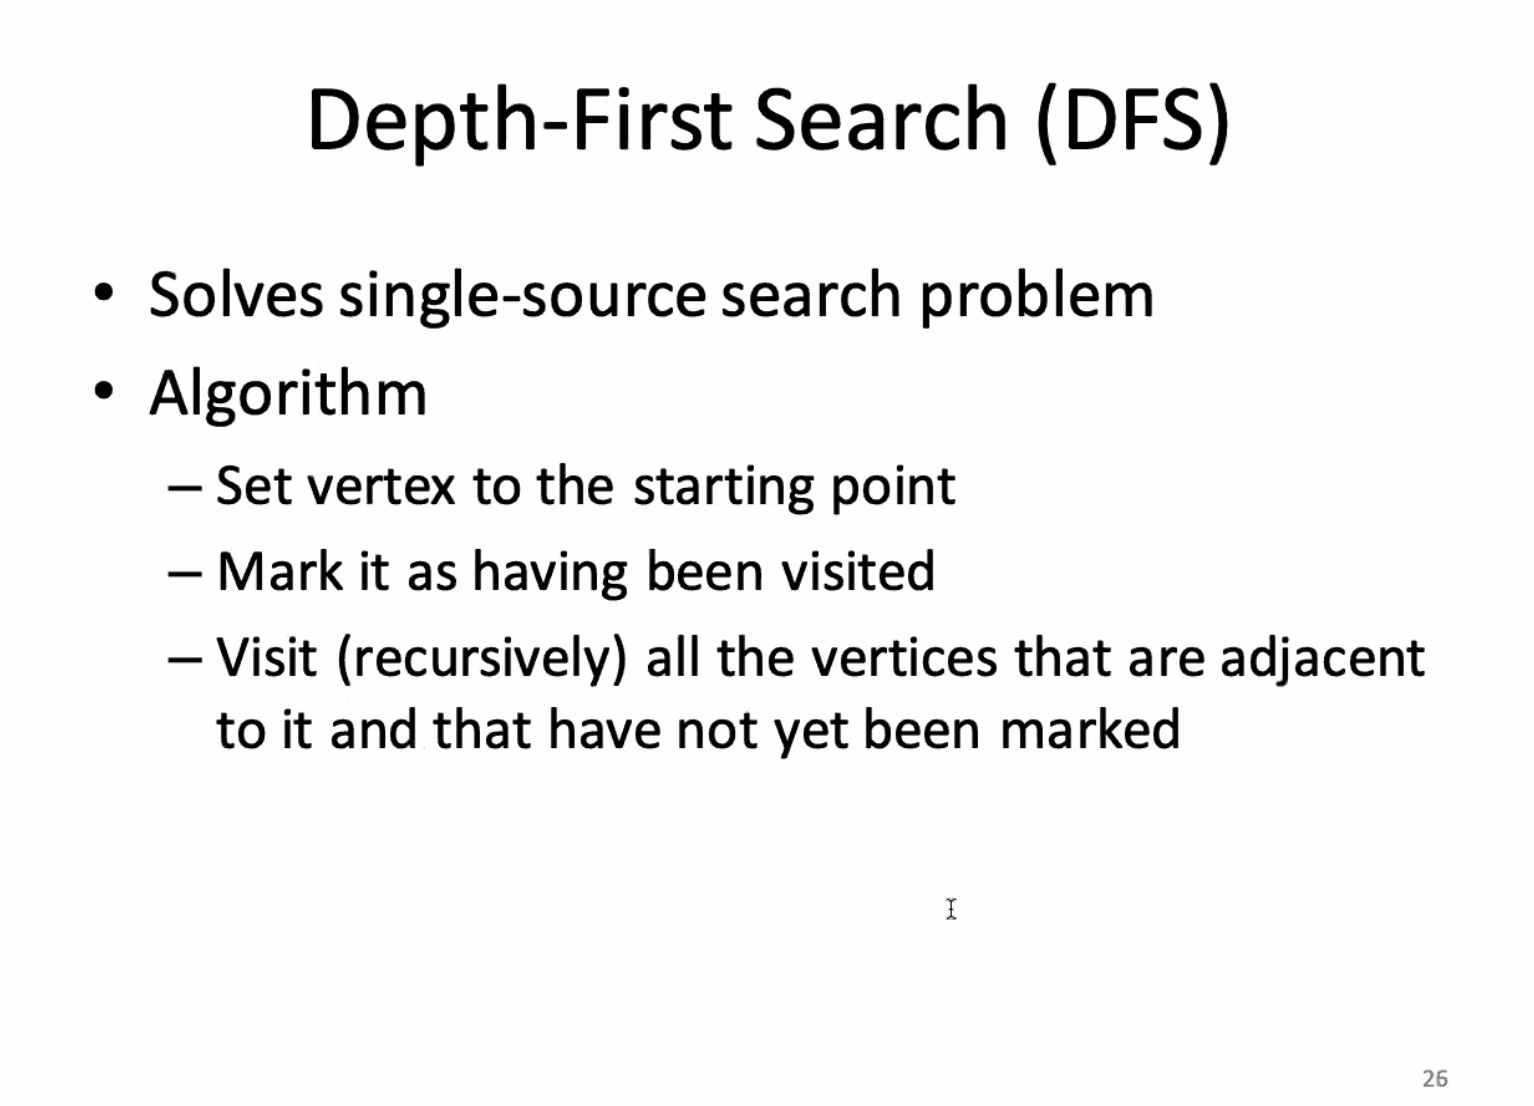 Depth-First Search (DFS)
• Solves single-source search problem
• Algorithm
– Set vertex to the starting point
– Mark it as having been visited
– Visit (recursively) all the vertices that are adjacent
to it and that have not yet been marked
26